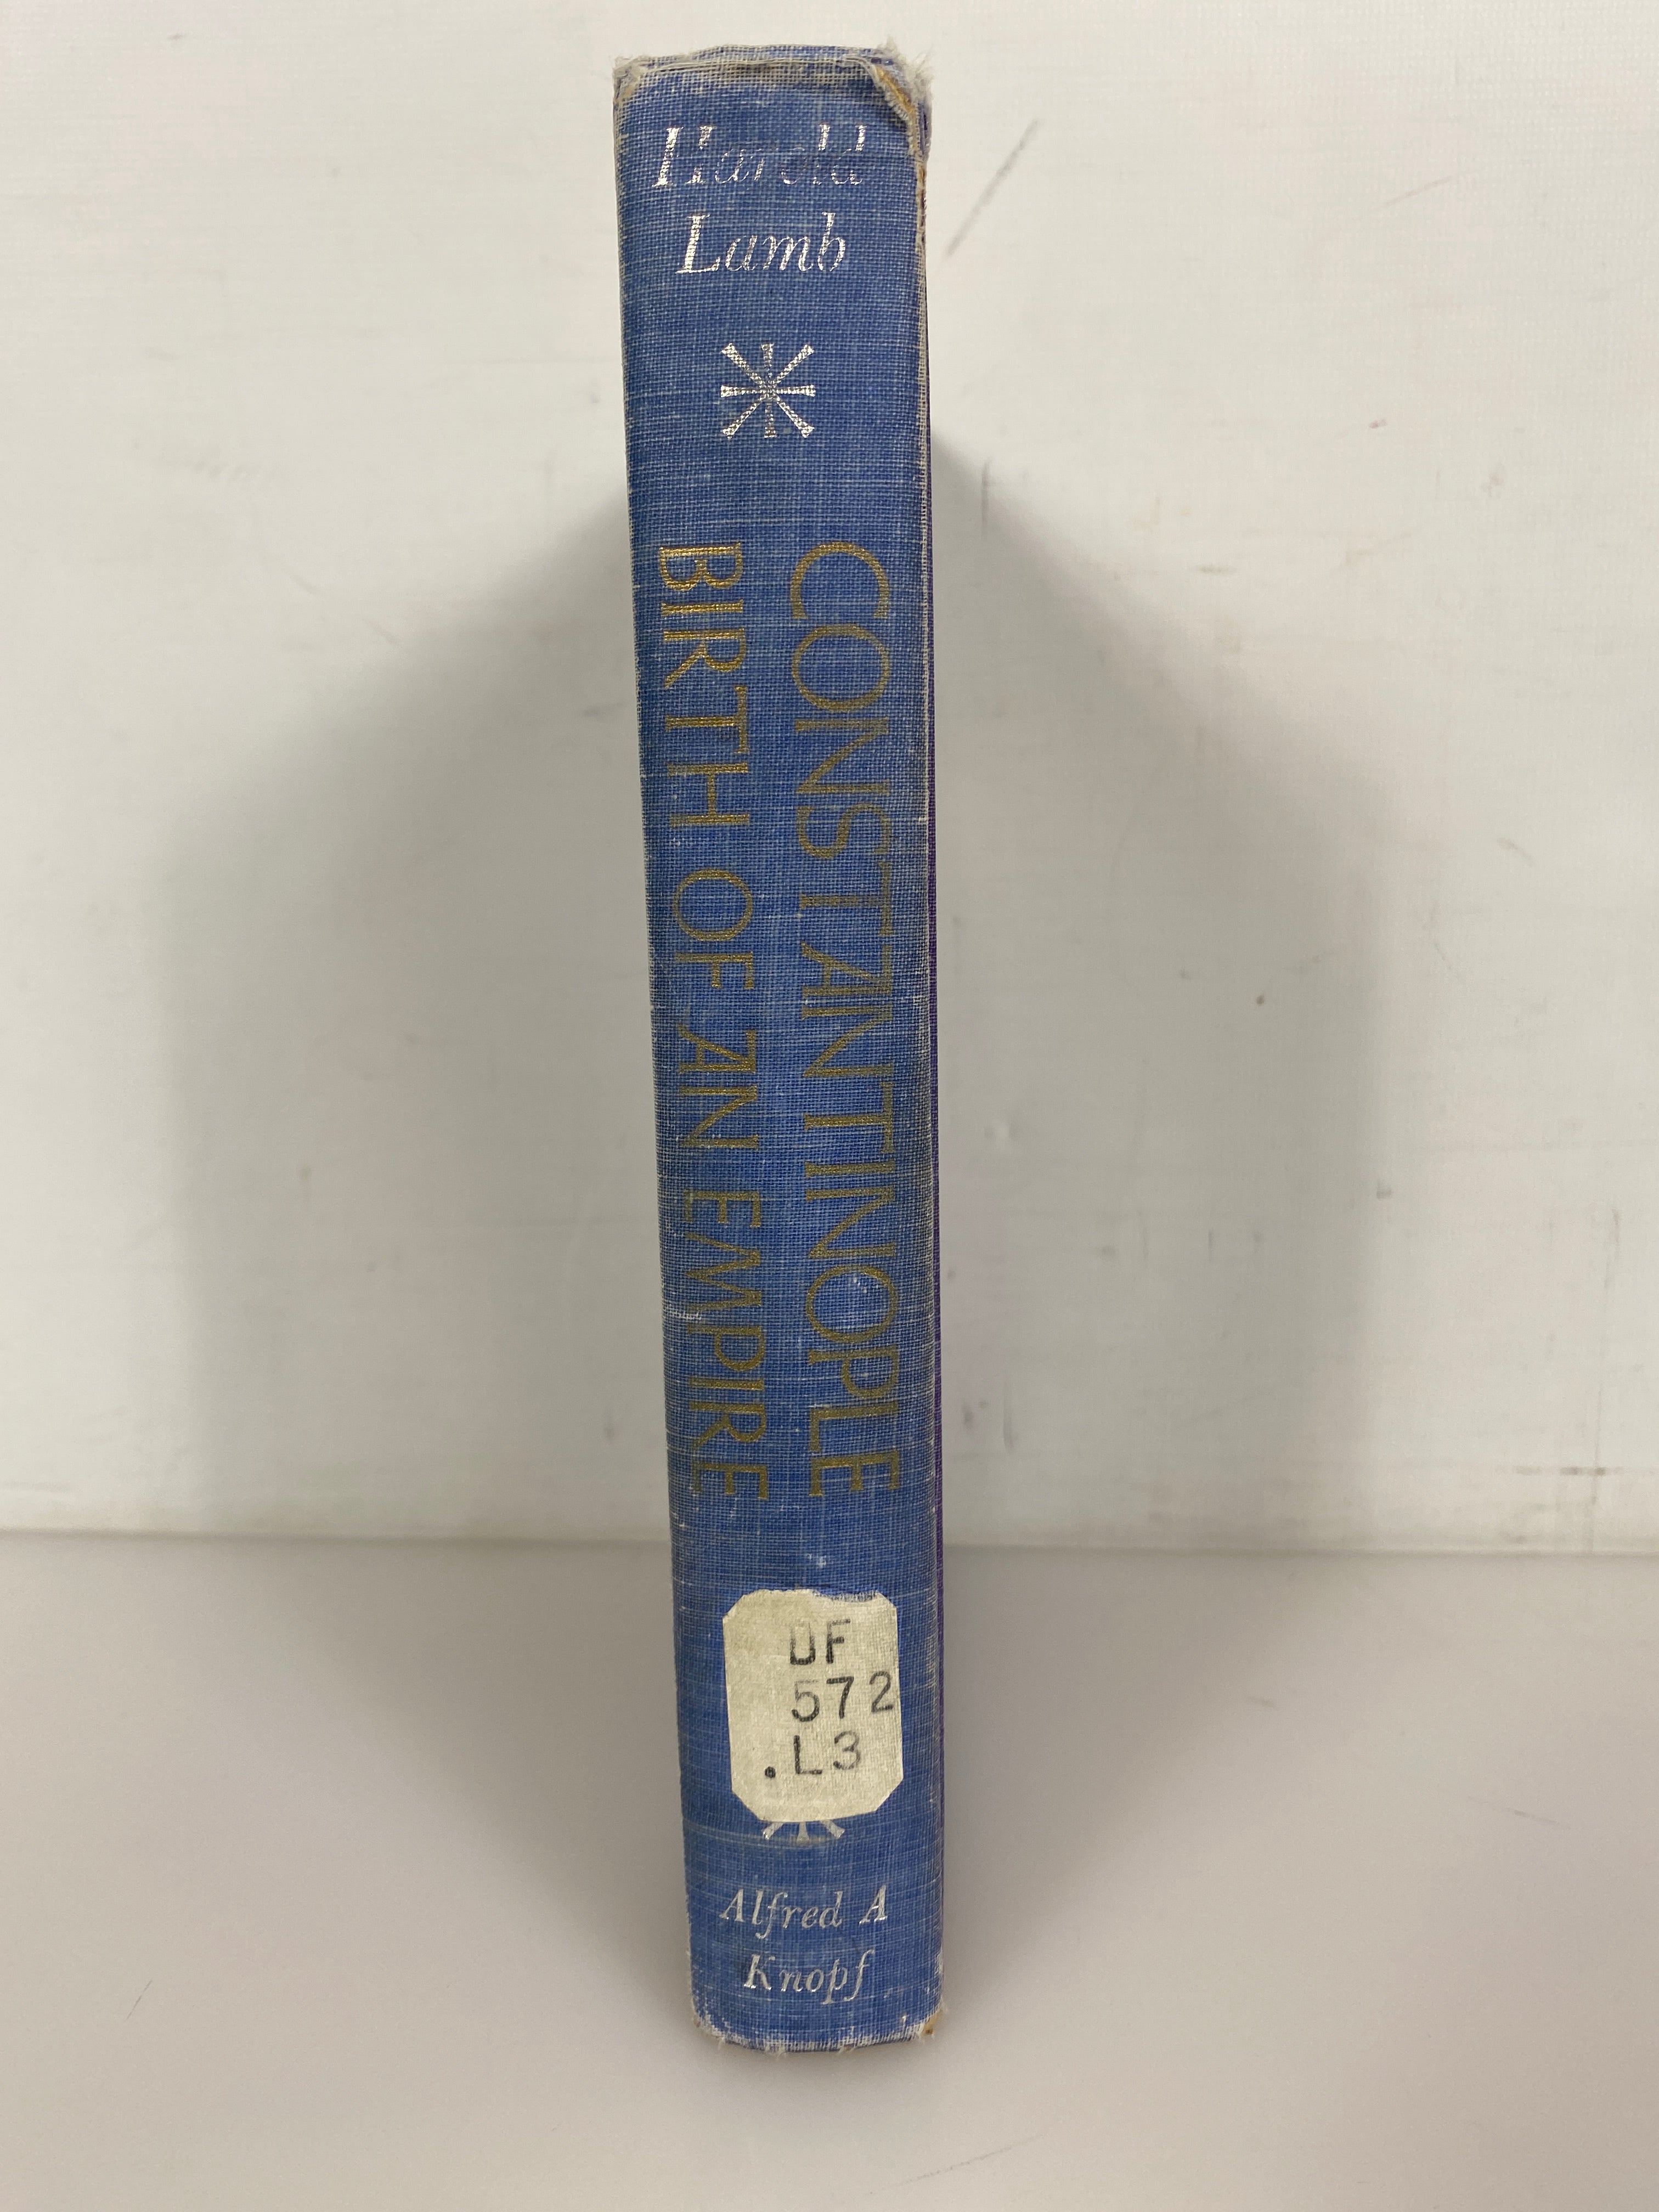 Harold
Lamb
CONSTANTINOPLE
BIRTH OF AN EMPIRE
DF
572
.L3
Alfred A
Knopf